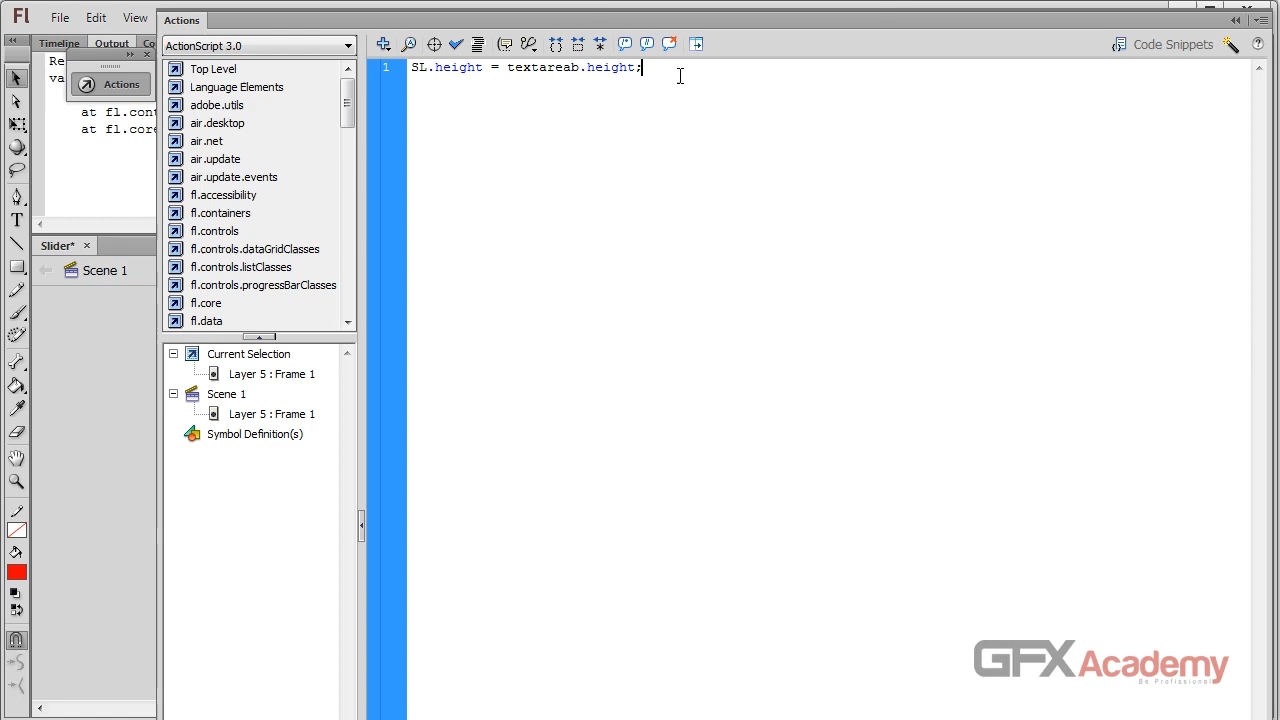 Fl File Edit View
Actions
Timeline Output Co
ActionScript 3.0
Code Snippets
Re
va
Actions
at fl.cont
at fl.core
1 SL.height = textareab.height;
Top Level
Language Elements
adobe.utils
air.desktop
air.net
air.update
air.update.events
fl.accessibility
fl.containers
fl.controls
fl.controls.dataGridClasses
fl.controls.listClasses
fl.controls.progressBarClasses
fl.core
fl.data
Slider*
Scene 1
Current Selection
Layer 5 : Frame 1
Scene 1
Layer 5 : Frame 1
Symbol Definition(s)
GFX Academy
Be Professional